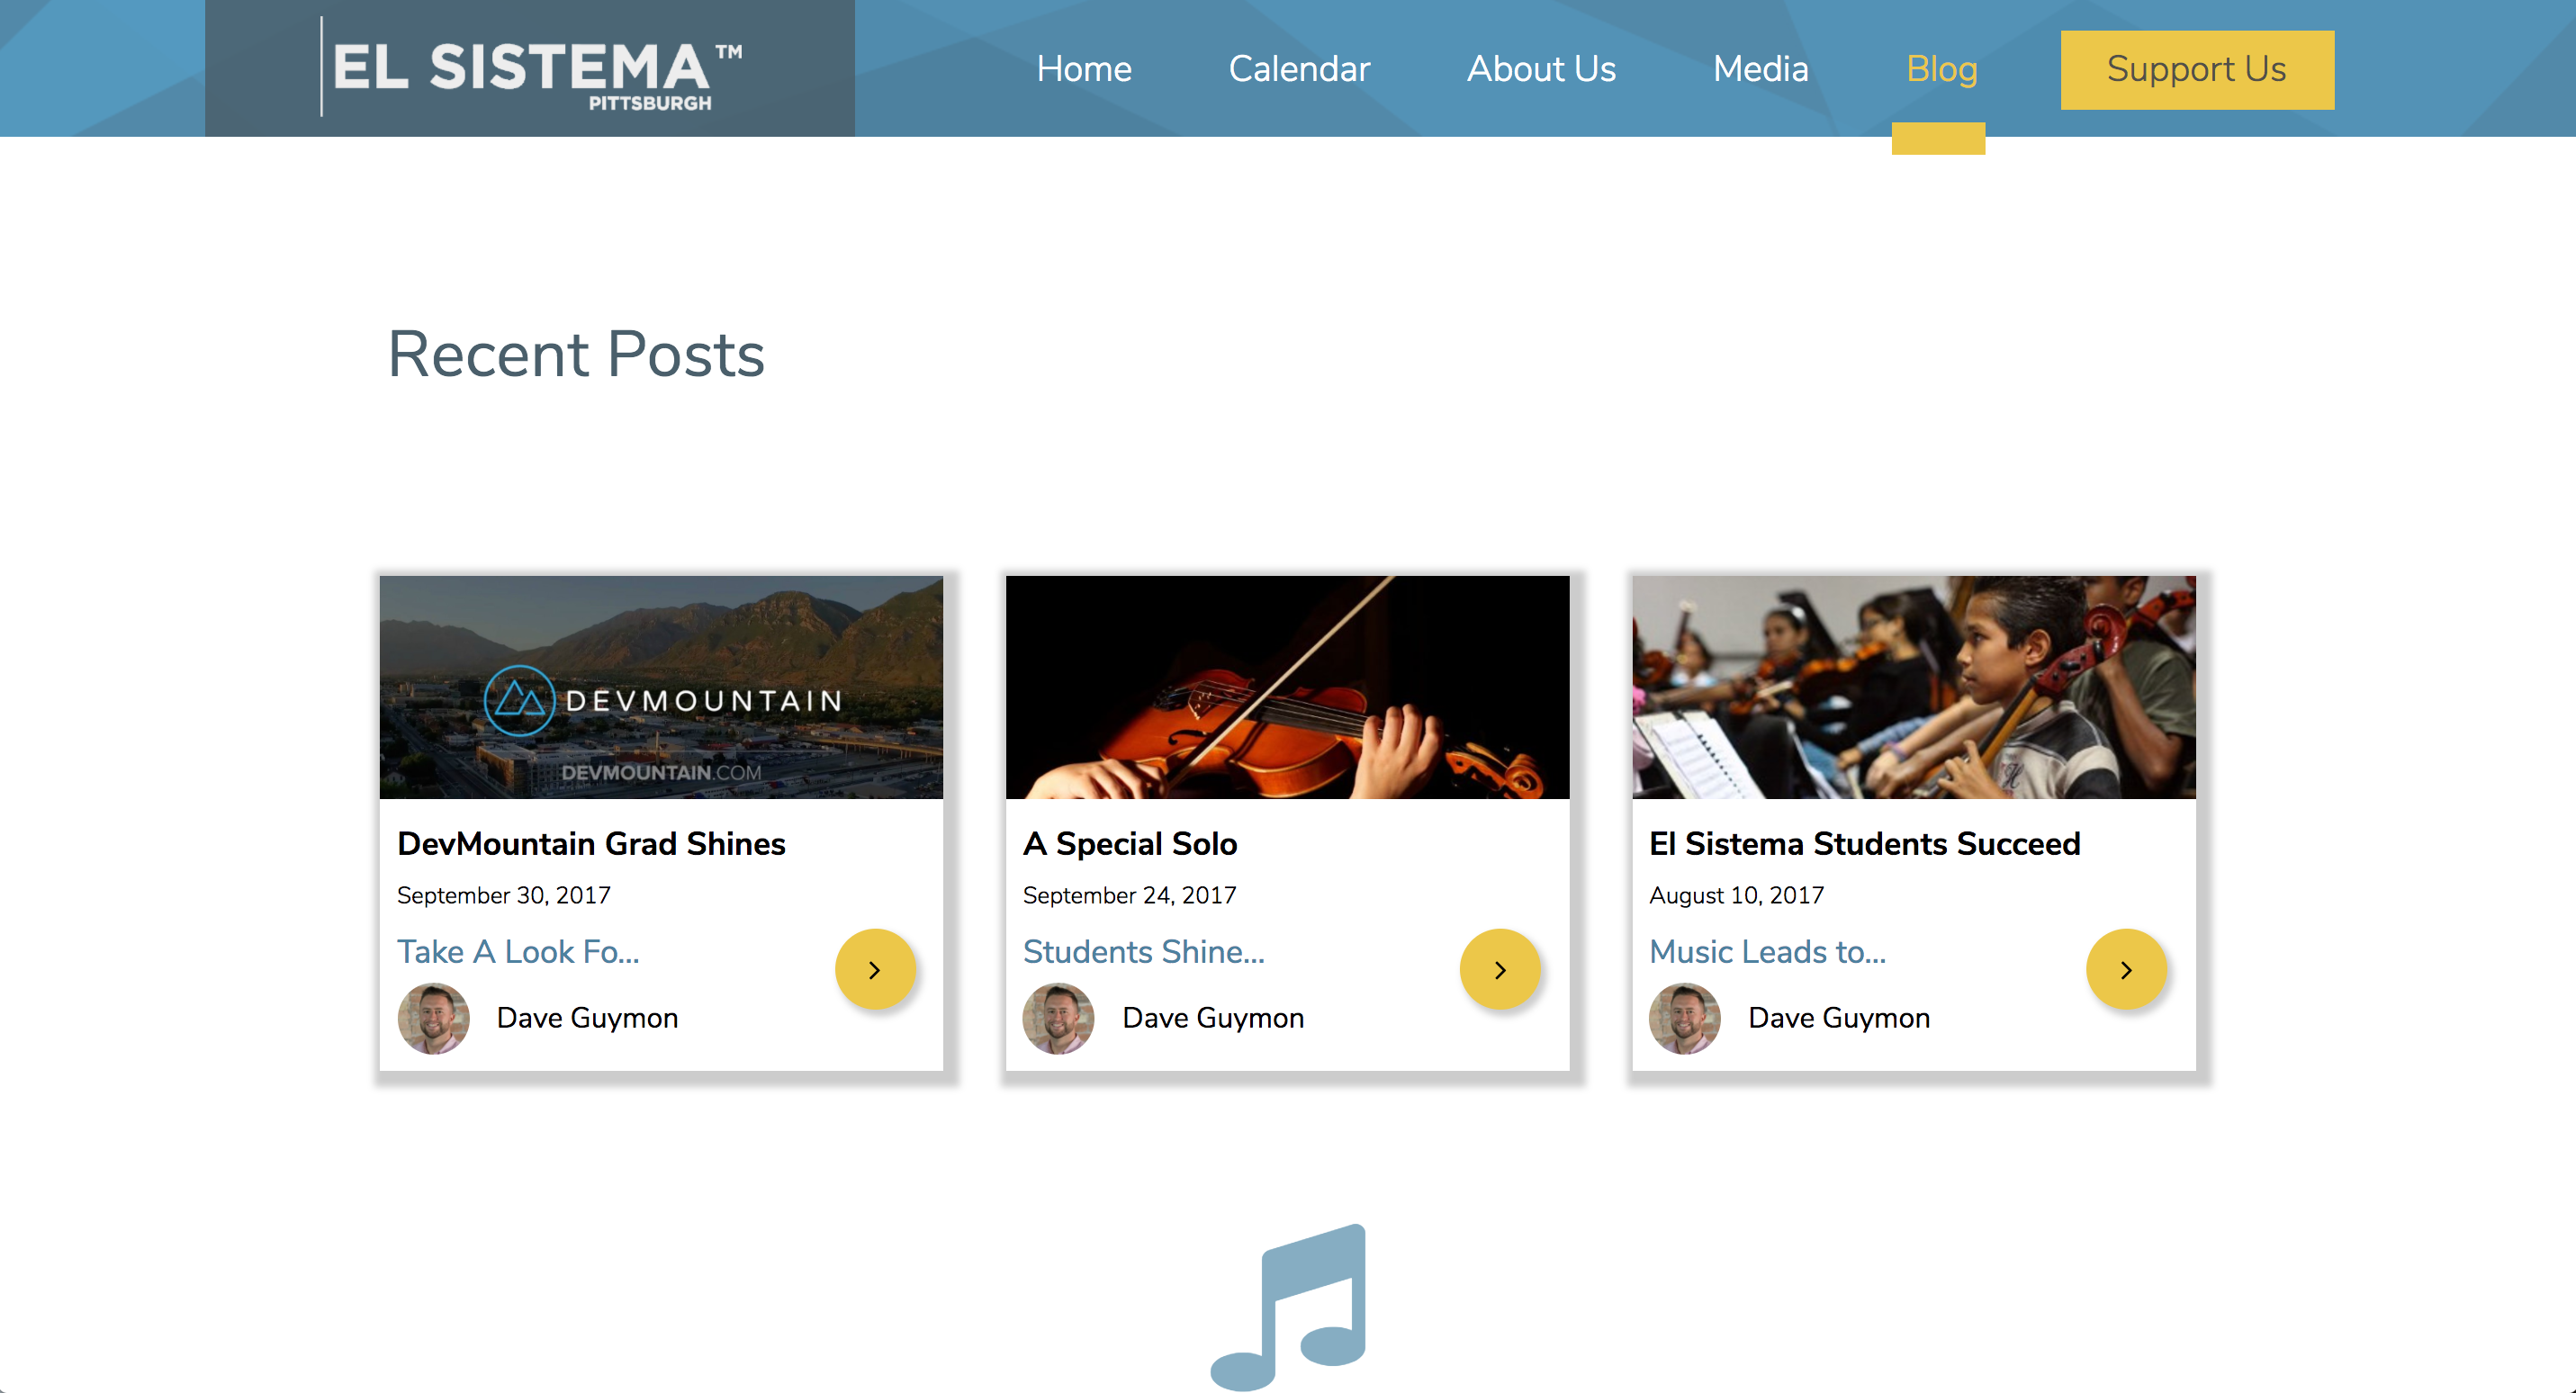 EL SISTEMA™
PITTSBURGH
Home Calendar About Us Media Blog Support Us
Recent Posts
DEVMOUNTAIN
DEVMOUNTAIN.COM
DevMountain Grad Shines
September 30, 2017
Take A Look Fo...
Dave Guymon
A Special Solo
September 24, 2017
Students Shine...
Dave Guymon
El Sistema Students Succeed
August 10, 2017
Music Leads to...
Dave Guymon